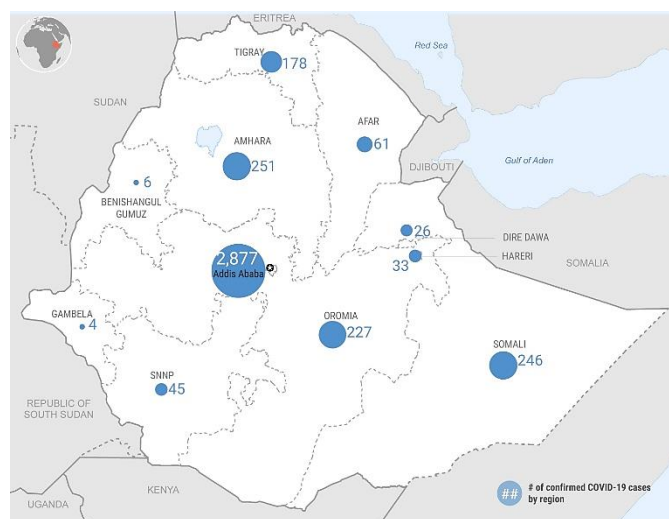 ERITREA
Red Sea
TIGRAY
178
SUDAN
AFAR
61
AMHARA
251
DJIBOUTI
Gulf of Aden
6
BENISHANGUL
GUMUZ
26
DIRE DAWA
HARERI
33
SOMALIA
2,877
Addis Ababa
GAMBELA
4
OROMIA
227
SOMALI
246
SNNP
45
REPUBLIC OF
SOUTH SUDAN
UGANDA
KENYA
##
# of confirmed COVID-19 cases
by region